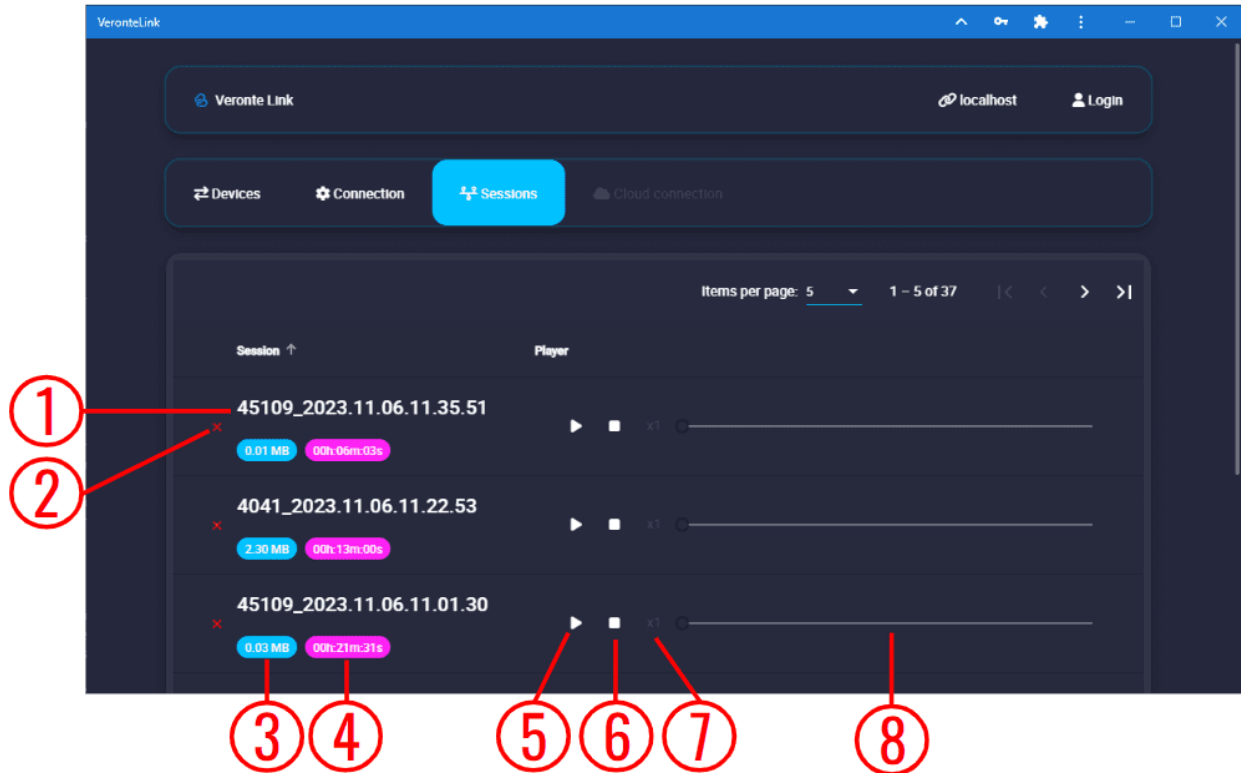 VeronteLink
Veronte Link
localhost
Login
Devices
Connection
Sessions
Cloud connection
Items per page: 5
1 – 5 of 37
Session
Player
1
45109_2023.11.06.11.35.51
x1
2
0.01 MB
00h:06m:03s
4041_2023.11.06.11.22.53
x1
2.30 MB
00h:13m:00s
45109_2023.11.06.11.01.30
x1
0.03 MB
00h:21m:31s
3
4
5
6
7
8